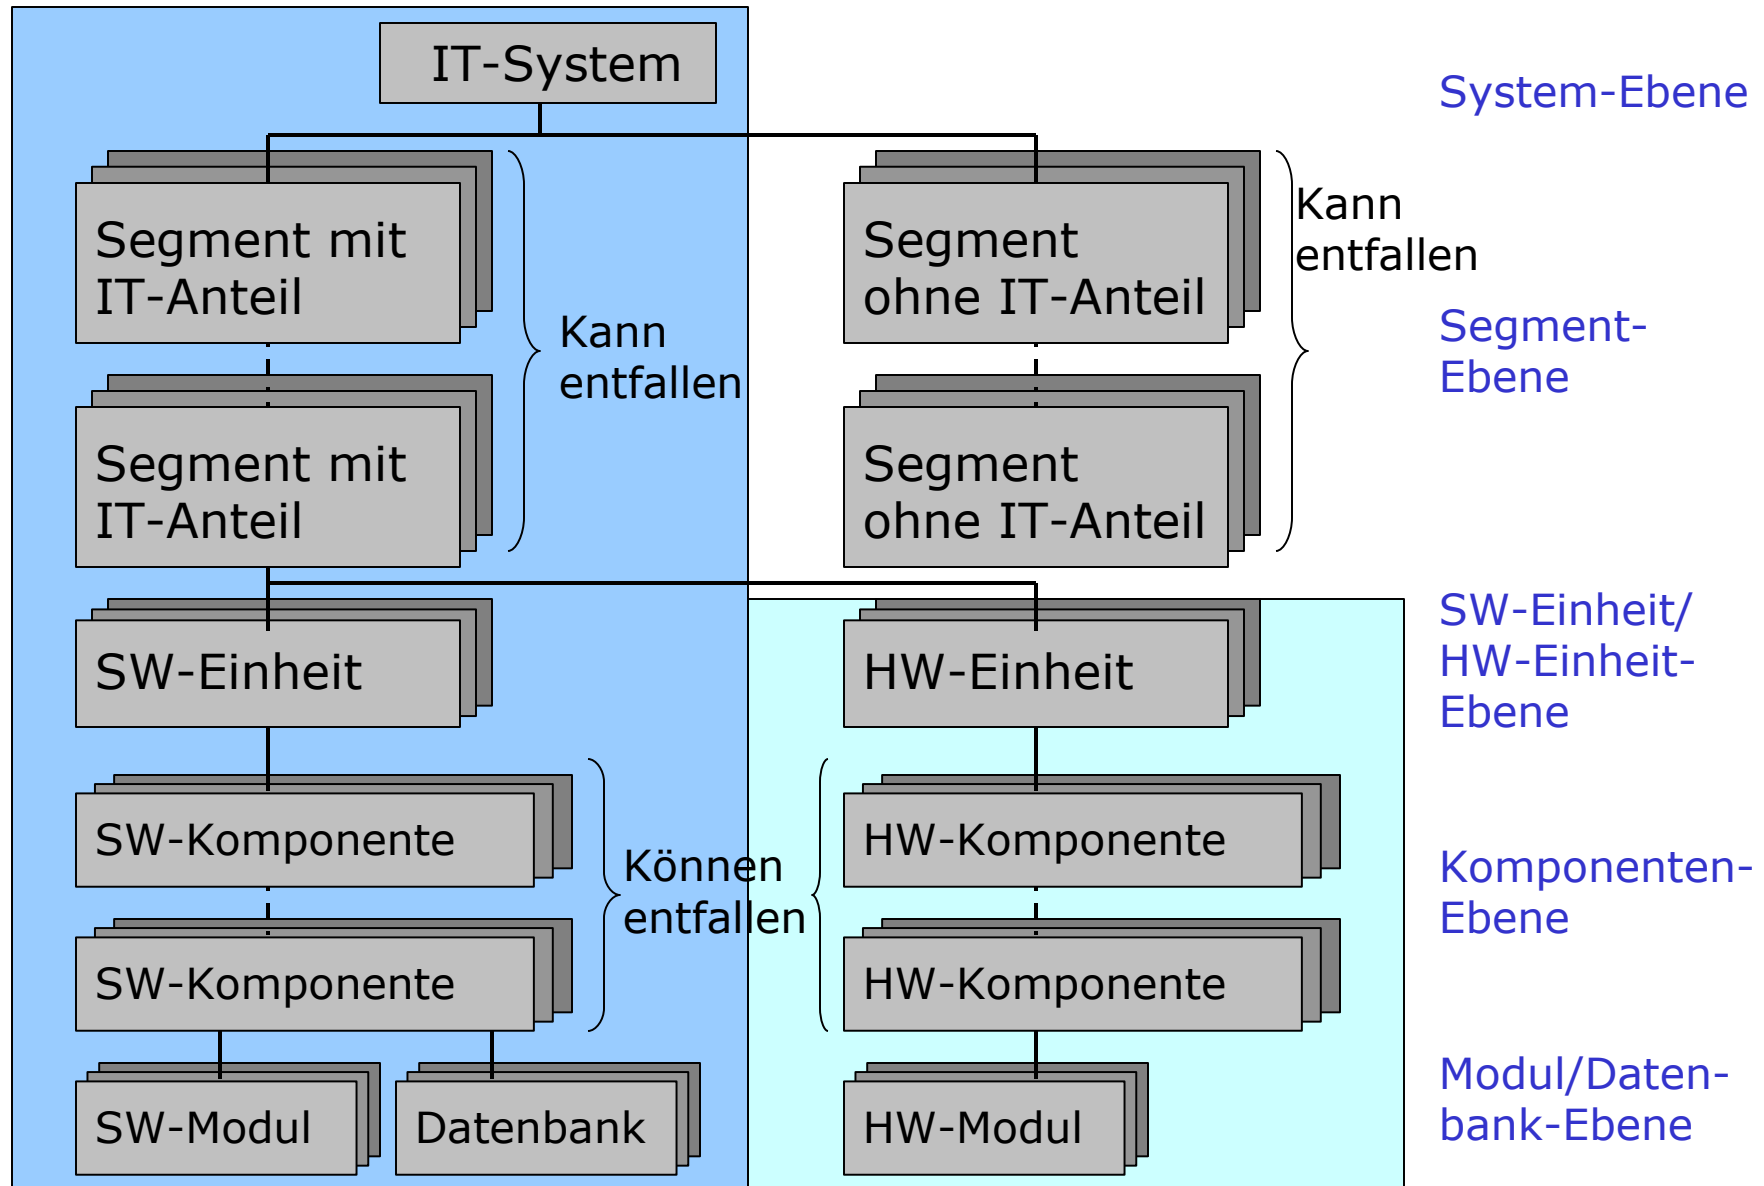 IT-System
System-Ebene
Segment mit
IT-Anteil
Kann
entfallen
Segment
ohne IT-Anteil
Kann
entfallen
Segment-
Ebene
Segment mit
IT-Anteil
Segment
ohne IT-Anteil
SW-Einheit
HW-Einheit
SW-Einheit/
HW-Einheit-
Ebene
SW-Komponente
HW-Komponente
Können
entfallen
Komponenten-
Ebene
SW-Komponente
HW-Komponente
SW-Modul
Datenbank
HW-Modul
Modul/Daten-
bank-Ebene